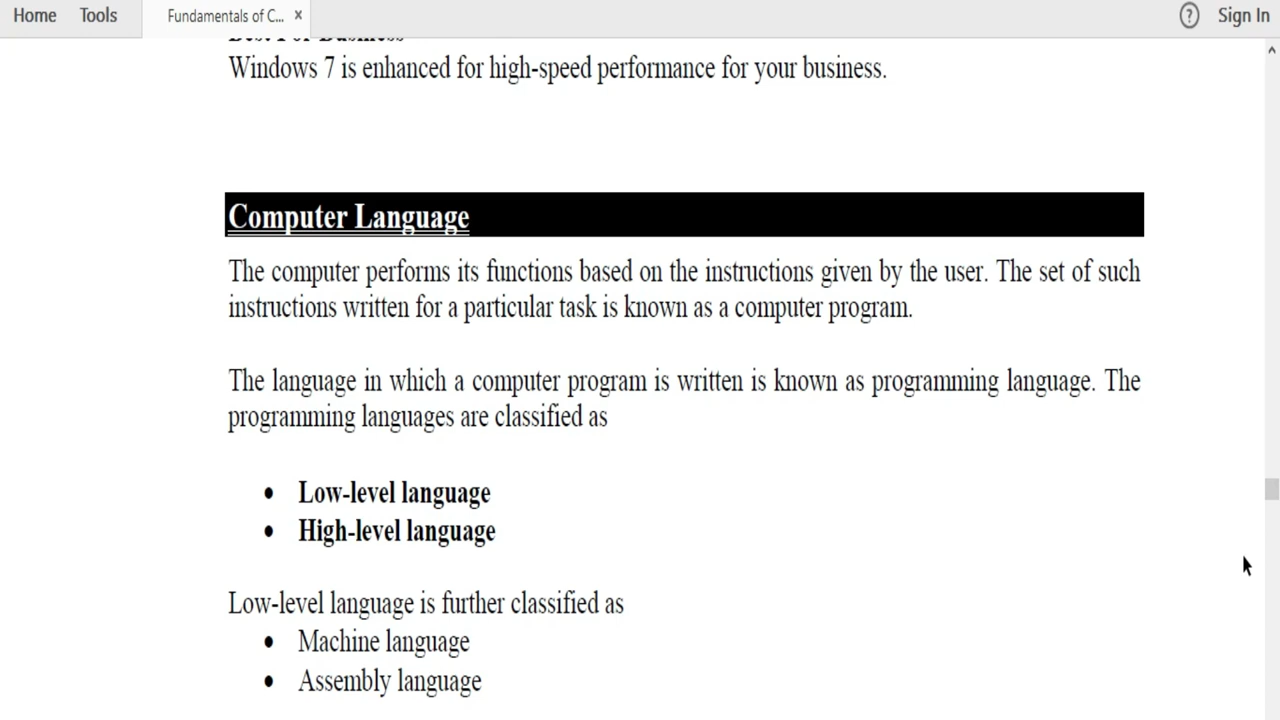 Home Tools Fundamentals of C... × ? Sign In
Best For Business
Windows 7 is enhanced for high-speed performance for your business.
Computer Language
The computer performs its functions based on the instructions given by the user. The set of such
instructions written for a particular task is known as a computer program.
The language in which a computer program is written is known as programming language. The
programming languages are classified as
• Low-level language
• High-level language
Low-level language is further classified as
• Machine language
• Assembly language